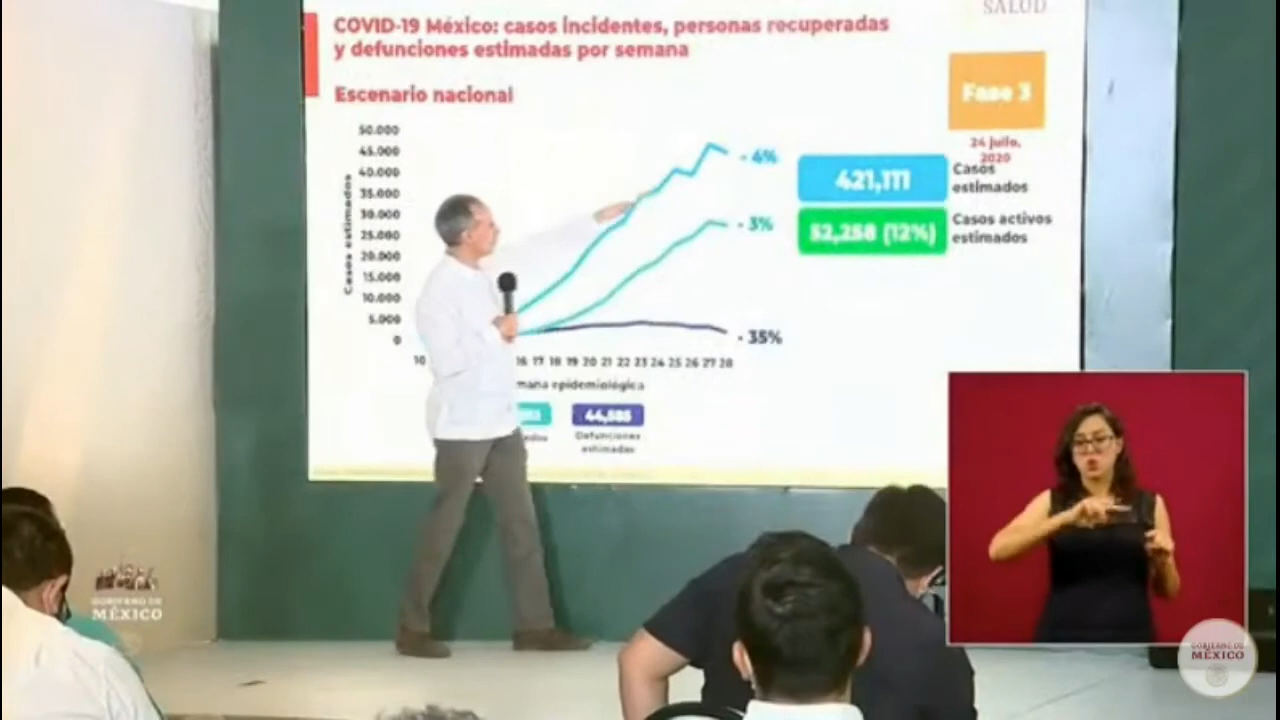 SALUD
COVID-19 México: casos incidentes, personas recuperadas
y defunciones estimadas por semana
Escenario nacional
Fase 3
24 julio,
2020
50.000
45.000
40.000
35.000
30.000
25.000
20.000
15.000
10.000
5.000
0
Casos estimados
- 4%
- 3%
- 35%
421,111
Casos
estimados
52,258 (12%)
Casos activos
estimados
10
16 17 18 19 20 21 22 23 24 25 26 27 28
mana epidemiológica
44,585
Defunciones
estimadas
GOBIERNO DE
MÉXICO
GOBIERNO DE
MÉXICO